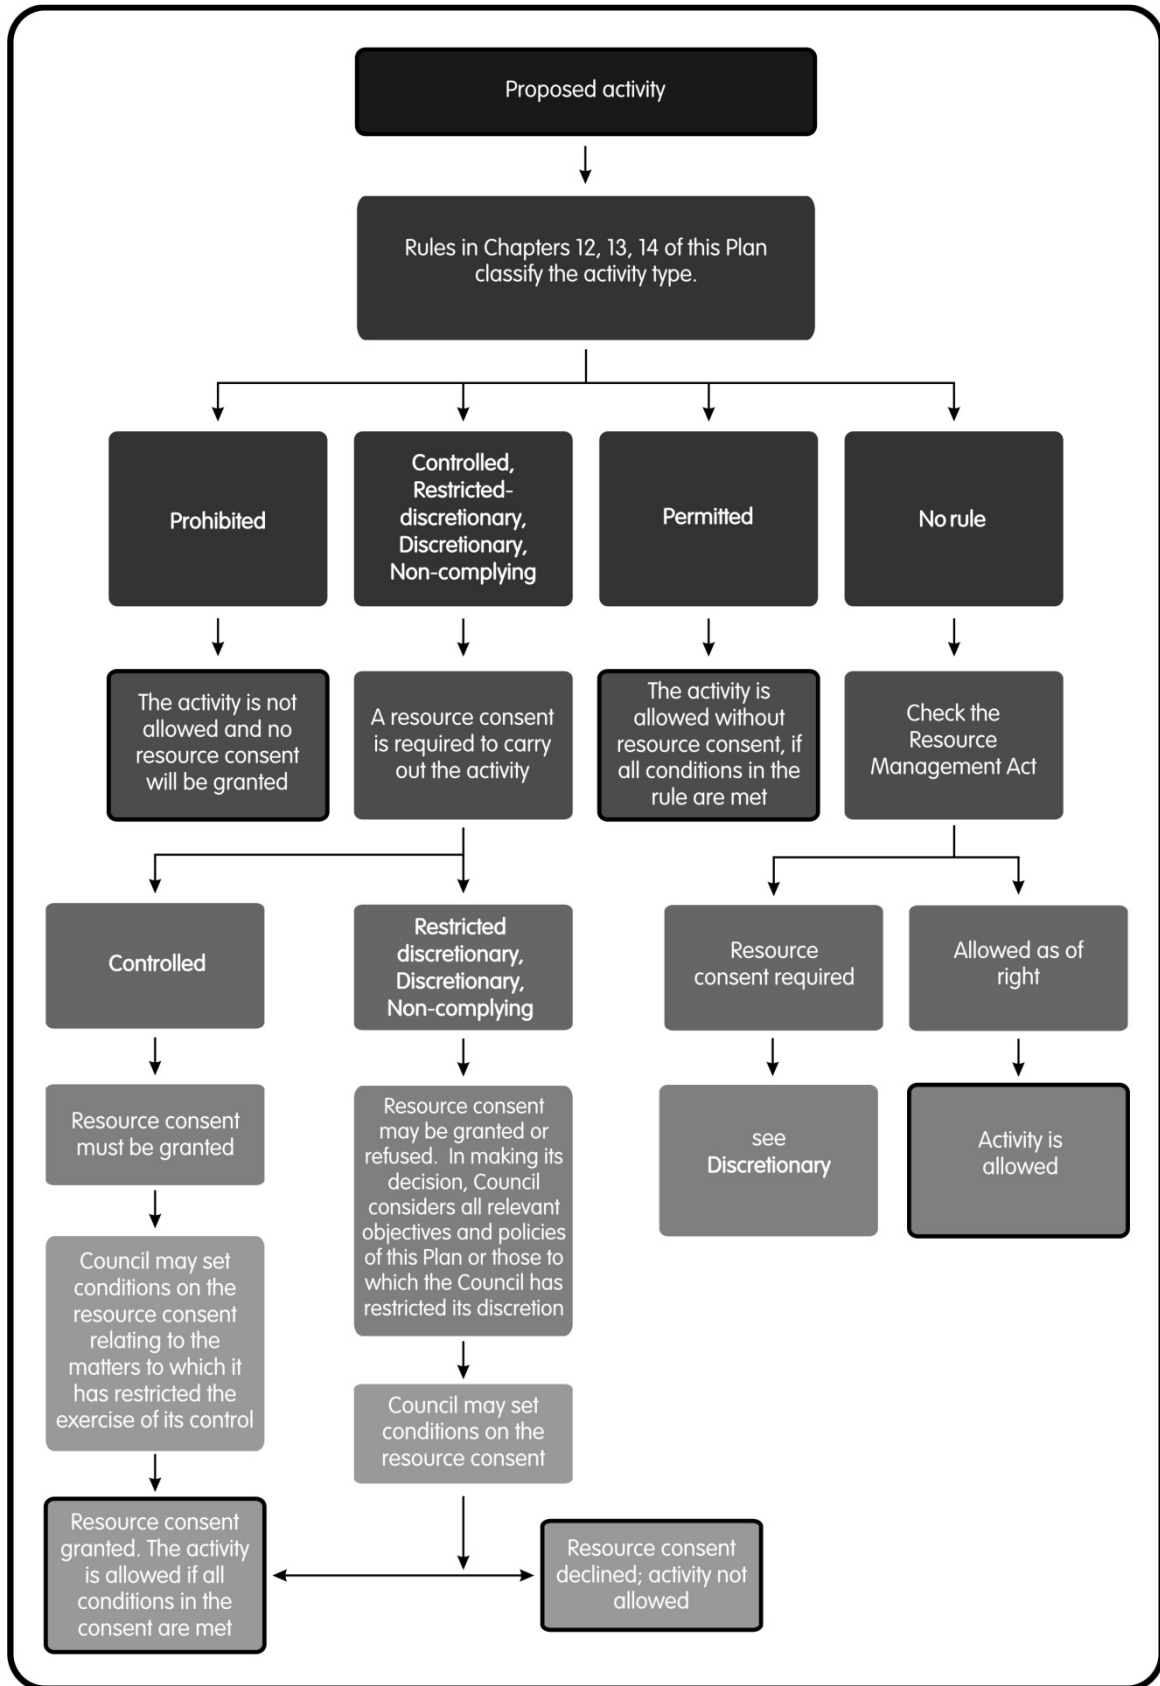 Proposed activity
Rules in Chapters 12, 13, 14 of this Plan
classify the activity type.
Prohibited
Controlled,
Restricted-
discretionary,
Discretionary,
Non-complying
Permitted
No rule
The activity is not
allowed and no
resource consent
will be granted
A resource consent
is required to carry
out the activity
The activity is
allowed without
resource consent, if
all conditions in the
rule are met
Check the
Resource
Management Act
Controlled
Restricted
discretionary,
Discretionary,
Non-complying
Resource
consent required
Allowed as of
right
Resource consent
must be granted
Resource consent
may be granted or
refused. In making its
decision, Council
considers all relevant
objectives and policies
of this Plan or those to
which the Council has
restricted its discretion
see
Discretionary
Activity is
allowed
Council may set
conditions on the
resource consent
relating to the
matters to which it
has restricted the
exercise of its control
Council may set
conditions on the
resource consent
Resource consent
granted. The activity
is allowed if all
conditions in the
consent are met
Resource consent
declined; activity not
allowed